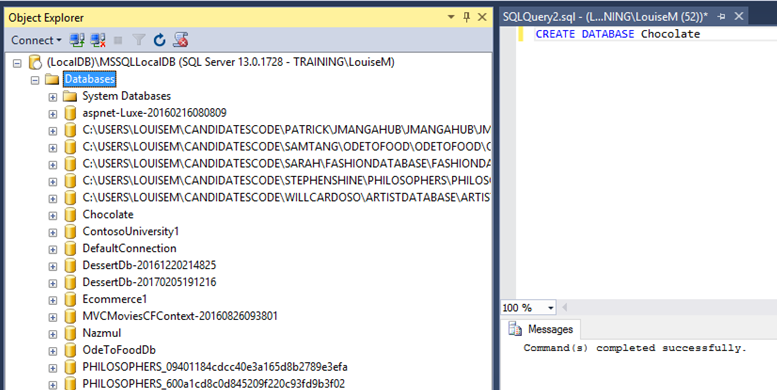 Object Explorer
Connect
(LocalDB)\MSSQLLocalDB (SQL Server 13.0.1728 - TRAINING\LouiseM)
Databases
System Databases
aspnet-Luxe-20160216080809
C:\USERS\LOUISEM\CANDIDATESCODE\PATRICK\JMANGAHUB\JMANGAHUB\JM
C:\USERS\LOUISEM\CANDIDATESCODE\SAMTANG\ODETOFOOD\ODETOFOOD\O
C:\USERS\LOUISEM\CANDIDATESCODE\SARAH\FASHIONDATABASE\FASHIONDA
C:\USERS\LOUISEM\CANDIDATESCODE\STEPHENSHINE\PHILOSOPHERS\PHILOS
C:\USERS\LOUISEM\CANDIDATESCODE\WILLCARDOSO\ARTISTDATABASE\ARTIS
Chocolate
ContosoUniversity1
DefaultConnection
DessertDb-20161220214825
DessertDb-20170205191216
Ecommerce1
MVCMoviesCFContext-20160826093801
Nazmul
OdeToFoodDb
PHILOSOPHERS_09401184cdcc40e3a165d8b2789e3efa
PHILOSOPHERS_600a1cd8c0d845209f220c93fd9b3f02
SQLQuery2.sql - (L...NING\LouiseM (52))*
CREATE DATABASE Chocolate
100 %
Messages
Command(s) completed successfully.